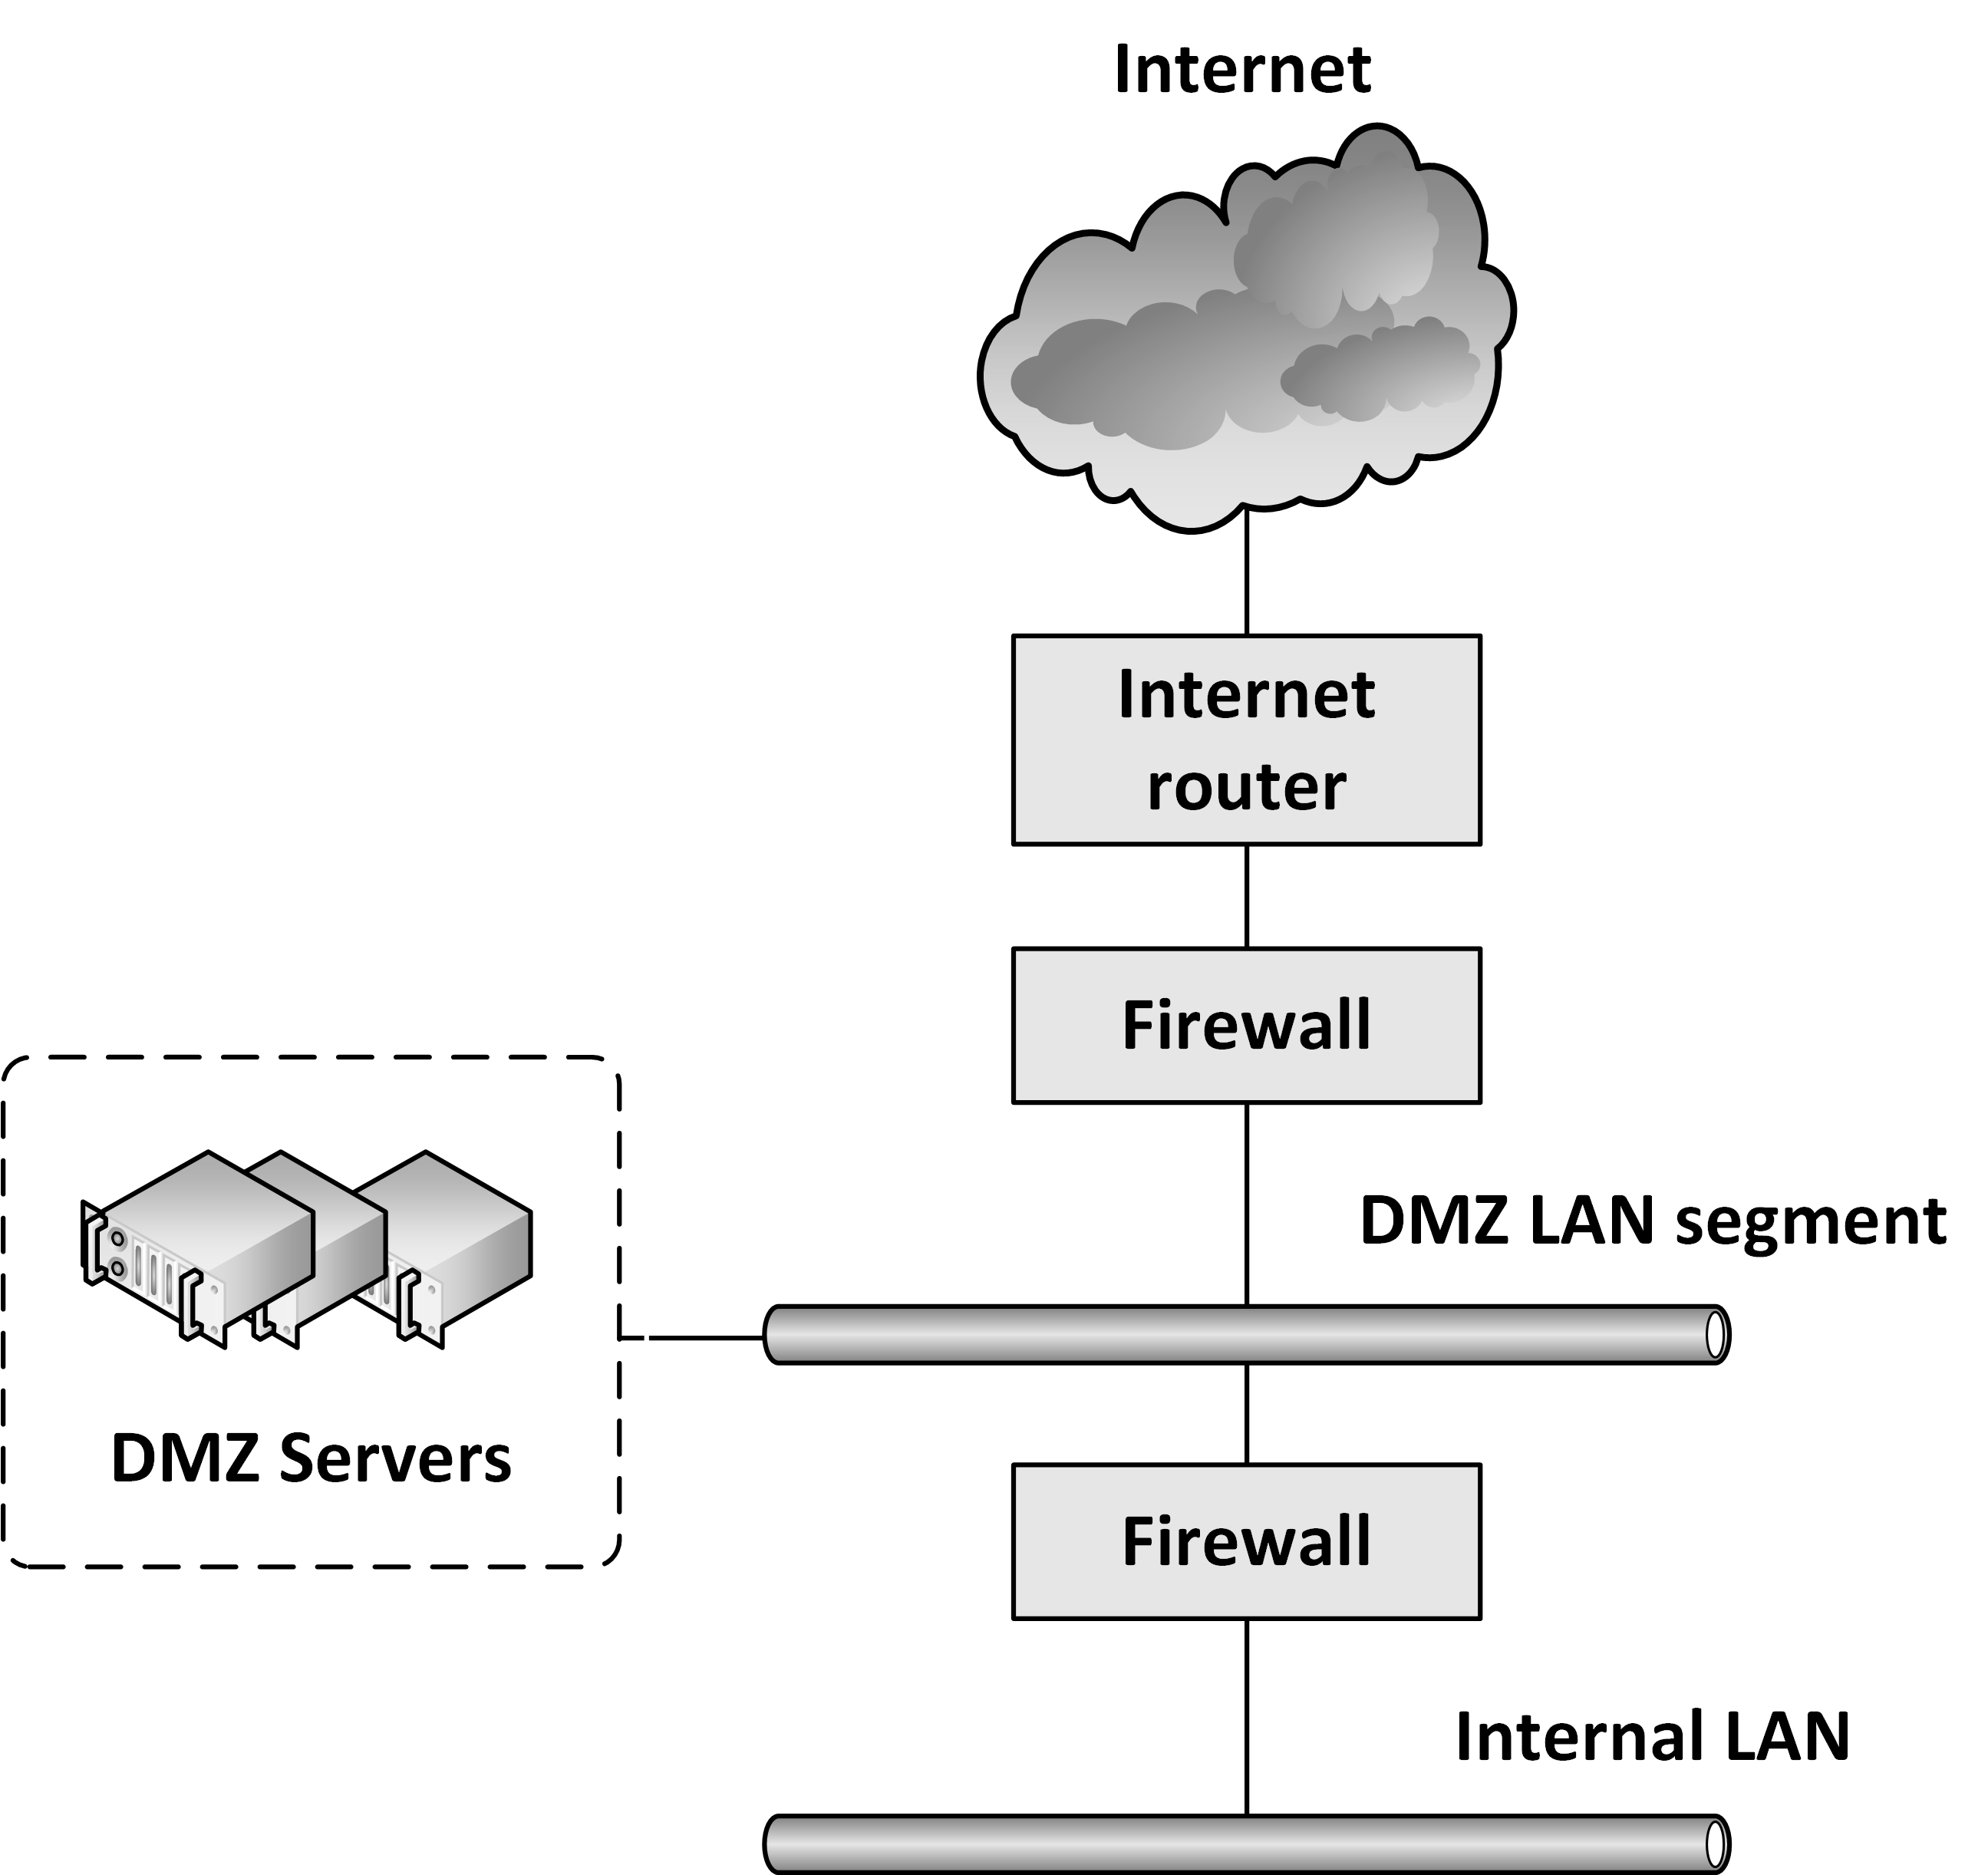 Internet
Internet
router
Firewall
DMZ LAN segment
DMZ Servers
Firewall
Internal LAN